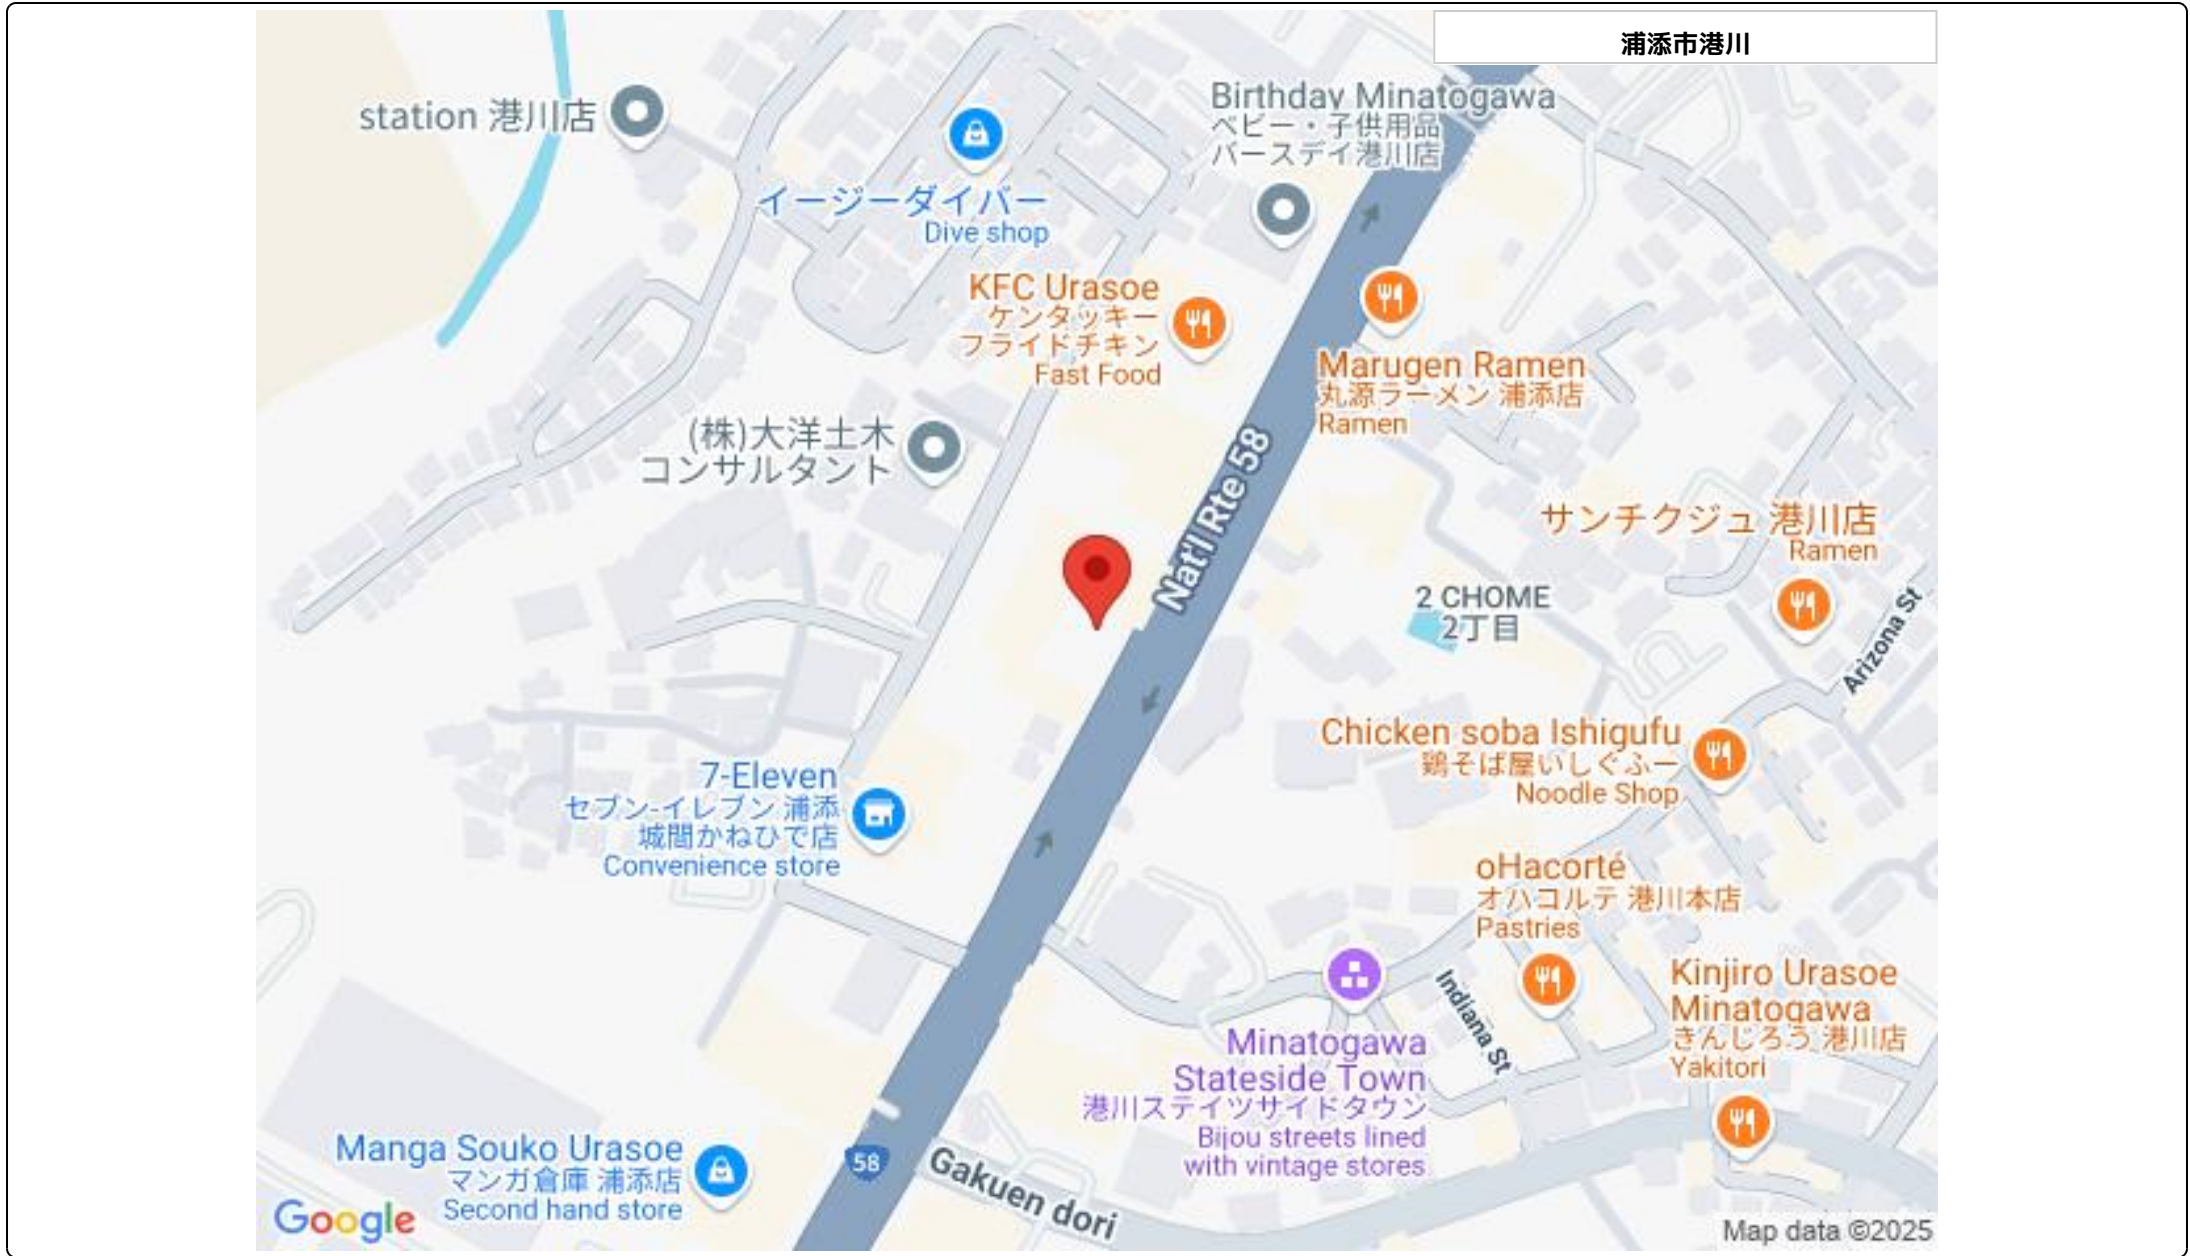 浦添市港川
station 港川店
Birthday Minatogawa
ベビー・子供用品
バースデイ港川店
イージーダイバー
Dive shop
KFC Urasoe
ケンタッキー
フライドチキン
Fast Food
Marugen Ramen
丸源ラーメン 浦添店
Ramen
(株)大洋土木
コンサルタント
Nat'l Rte 58
サンチクジュ 港川店
Ramen
2 CHOME
2丁目
Arizona St
Chicken soba Ishigufu
鶏そば屋いしぐふー
Noodle Shop
7-Eleven
セブン-イレブン 浦添
城間かねひで店
Convenience store
oHacorté
オハコルテ 港川本店
Pastries
Indiana St
Kinjiro Urasoe
Minatogawa
きんじろう 港川店
Yakitori
Minatogawa
Stateside Town
港川ステイツサイドタウン
Bijou streets lined
with vintage stores
Manga Souko Urasoe
マンガ倉庫 浦添店
Second hand store
58
Gakuen dori
Google
Map data ©2025